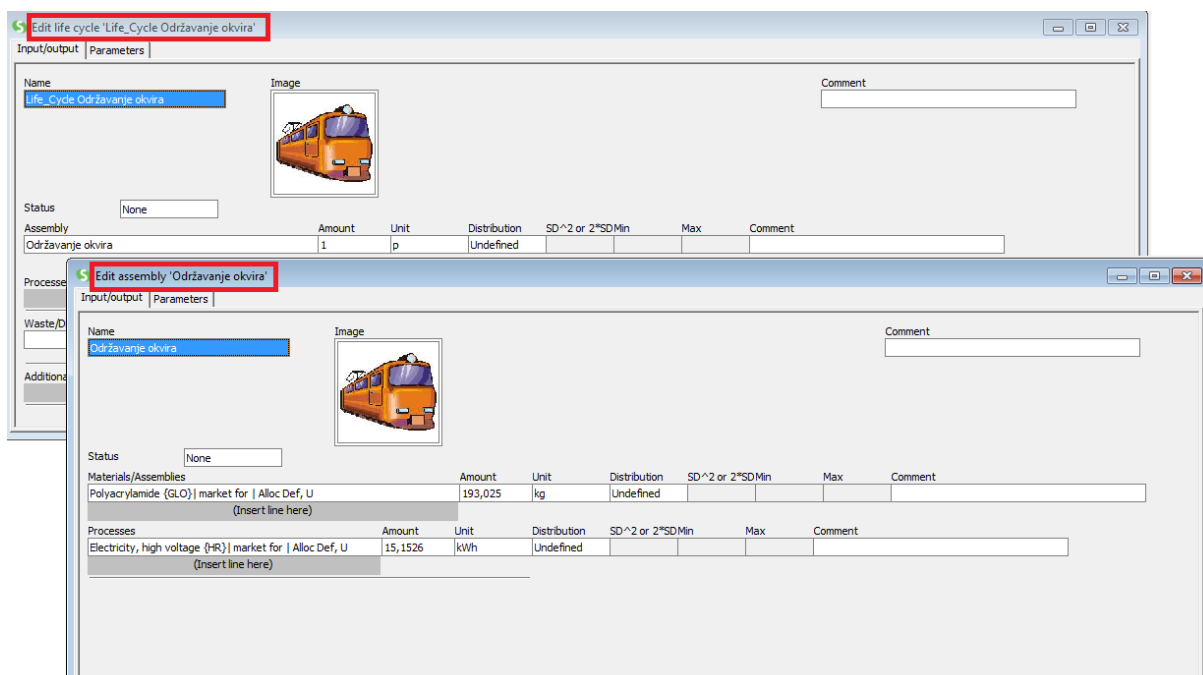 Edit life cycle 'Life_Cycle Održavanje okvira'
Input/output Parameters
Name Image Comment
Life_Cycle Održavanje okvira
Status None
Assembly Amount Unit Distribution SD^2 or 2*SD Min Max Comment
Održavanje okvira 1 p Undefined
Processe
Waste/D
Additiona
Edit assembly 'Održavanje okvira'
Input/output Parameters
Name Image Comment
Održavanje okvira
Status None
Materials/Assemblies Amount Unit Distribution SD^2 or 2*SD Min Max Comment
Polyacrylamide {GLO}| market for | Alloc Def, U 193,025 kg Undefined
(Insert line here)
Processes Amount Unit Distribution SD^2 or 2*SD Min Max Comment
Electricity, high voltage {HR}| market for | Alloc Def, U 15,1526 kWh Undefined
(Insert line here)